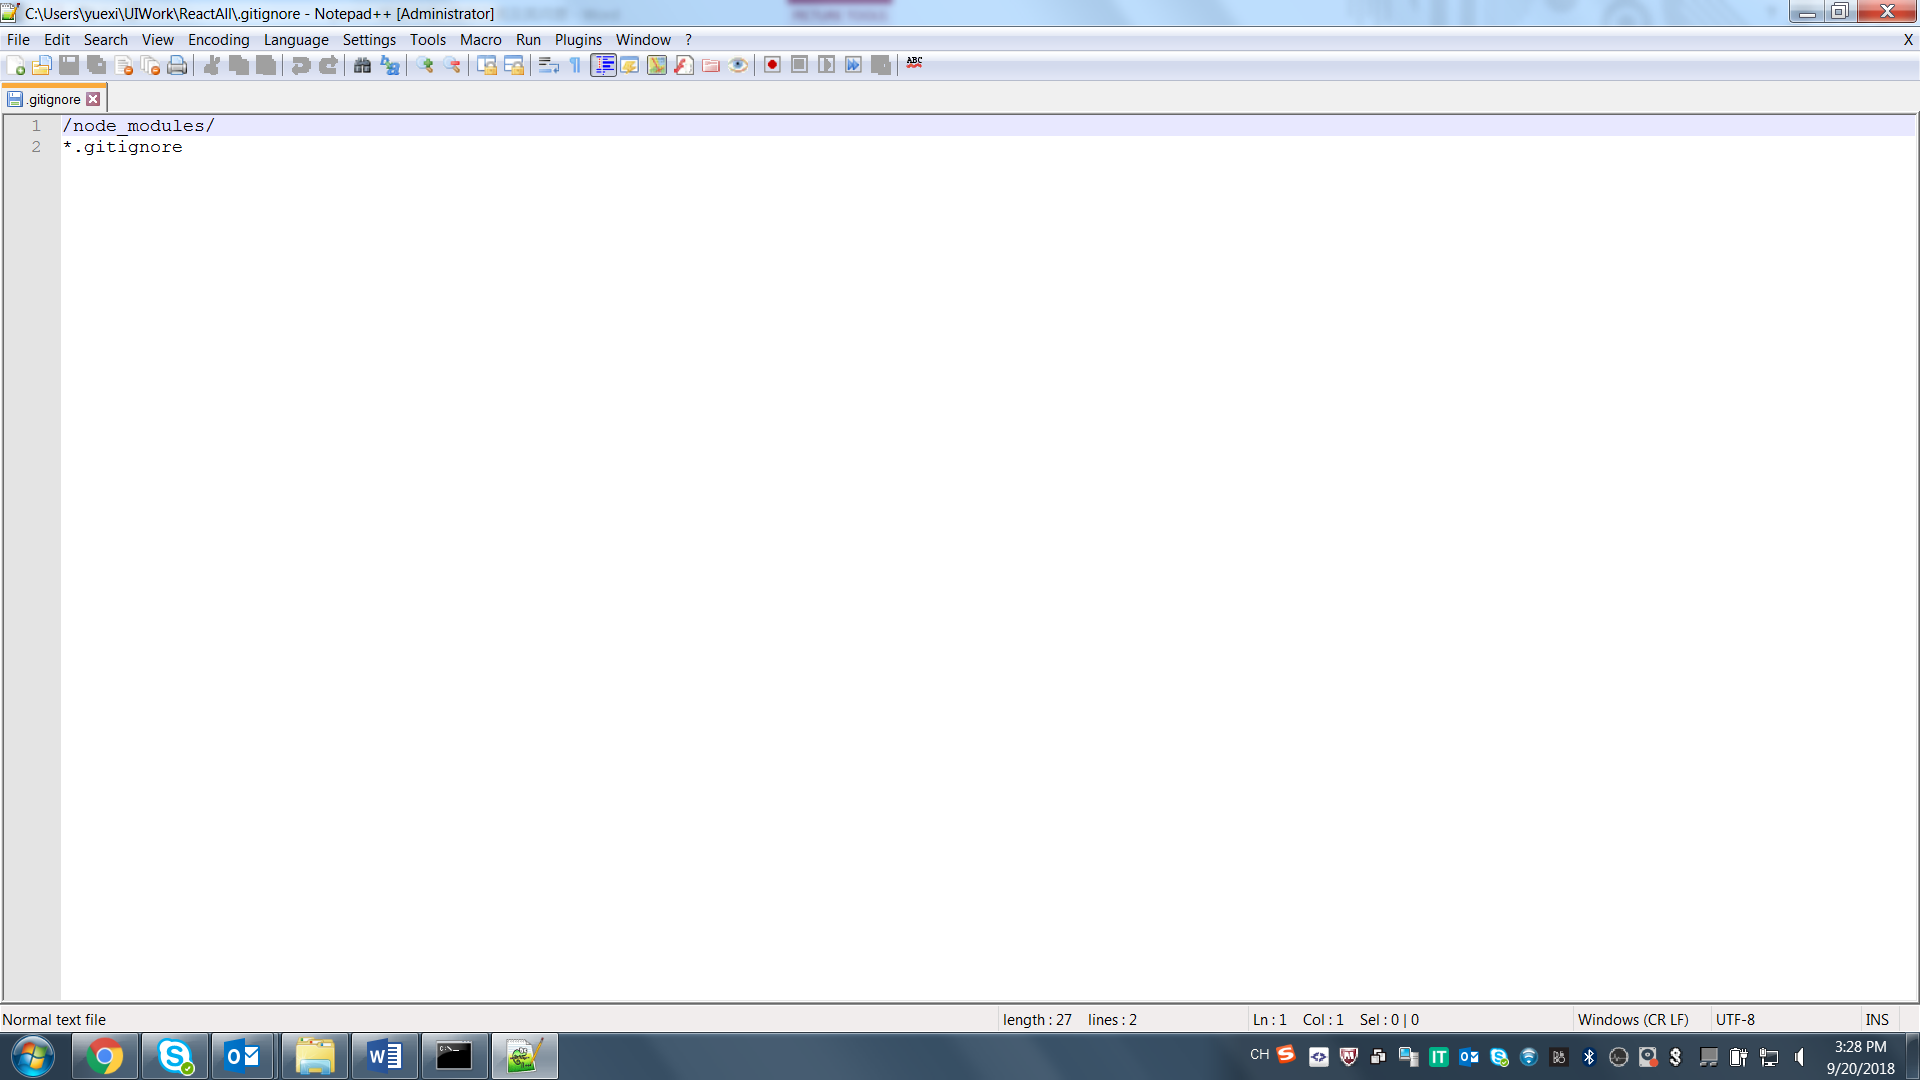 C:\Users\yuexi\UIWork\ReactAll\.gitignore - Notepad++ [Administrator]
File Edit Search View Encoding Language Settings Tools Macro Run Plugins Window ? X
ABC
.gitignore
1 /node_modules/
2 *.gitignore
Normal text file length : 27 lines : 2 Ln : 1 Col : 1 Sel : 0 | 0 Windows (CR LF) UTF-8 INS
CH
IT
3:28 PM
9/20/2018